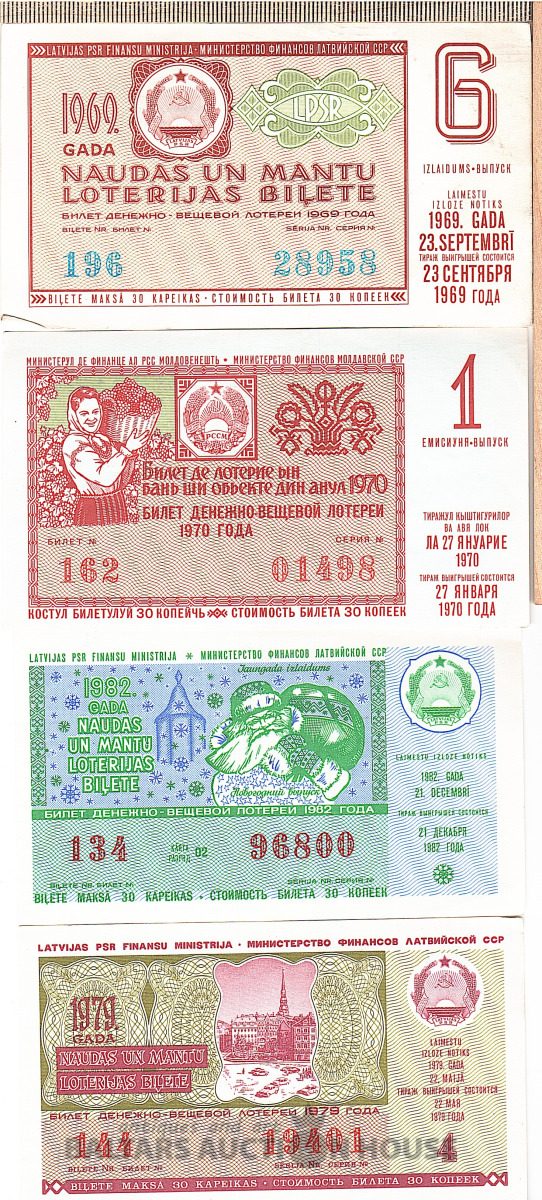 LATVIJAS PSR FINANSU MINISTRIJA · МИНИСТЕРСТВО ФИНАНСОВ ЛАТВИЙСКОЙ ССР
1969.
GADA
LPSR
NAUDAS UN MANTU
LOTERIJAS BIĻETE
БИЛЕТ ДЕНЕЖНО - ВЕЩЕВОЙ ЛОТЕРЕИ 1969 ГОДА
BIĻETE NR. БИЛЕТ №
SĒRIJA NR. СЕРИЯ №
196
28958
BIĻETE MAKSĀ 30 KAPEIKAS · СТОИМОСТЬ БИЛЕТА 30 КОПЕЕК
6
IZLAIDUMS · ВЫПУСК
LAIMESTU
IZLOZE NOTIKS
1969. GADA
23. SEPTEMBRĪ
ТИРАЖ ВЫИГРЫШЕЙ СОСТОИТСЯ
23 СЕНТЯБРЯ
1969 ГОДА
МИНИСТЕРУЛ ДЕ ФИНАНЦЕ АЛ РСС МОЛДОВЕНЕШТЬ • МИНИСТЕРСТВО ФИНАНСОВ МОЛДАВСКОЙ ССР
РССМ
Билет де лотерие ын
бань ши объекте дин анул 1970
БИЛЕТ ДЕНЕЖНО-ВЕЩЕВОЙ ЛОТЕРЕИ
1970 ГОДА
БИЛЕТ №
СЕРИЯ №
162
01498
КОСТУЛ БИЛЕТУЛУЙ 30 КОПЕЙЧЬ СТОИМОСТЬ БИЛЕТА 30 КОПЕЕК
1
ЕМИСИУНЯ · ВЫПУСК
ТИРАЖУЛ КЫШТИГУРИЛОР
ВА АВЯ ЛОК
ЛА 27 ЯНУАРИЕ
1970
ТИРАЖ ВЫИГРЫШЕЙ СОСТОИТСЯ
27 ЯНВАРЯ
1970 ГОДА
LATVIJAS PSR FINANSU MINISTRIJA * МИНИСТЕРСТВО ФИНАНСОВ ЛАТВИЙСКОЙ ССР
Jaungada izlaidums
1982.
GADA
NAUDAS
UN MANTU
LOTERIJAS
BIĻETE
Новогодний выпуск
БИЛЕТ ДЕНЕЖНО - ВЕЩЕВОЙ ЛОТЕРЕИ 1982 ГОДА
134
KĀRTA
РАЗРЯД
02
96800
BIĻETE NR. БИЛЕТ №
SĒRIJA NR. СЕРИЯ №
BIĻETE MAKSĀ 30 KAPEIKAS · СТОИМОСТЬ БИЛЕТА 30 КОПЕЕК
LAIMESTU IZLOZE NOTIKS
1982. GADA
21. DECEMBRĪ
ТИРАЖ ВЫИГРЫШЕЙ СОСТОИТСЯ
21 ДЕКАБРЯ
1982 ГОДА
LATVIJAS PSR FINANSU MINISTRIJA · МИНИСТЕРСТВО ФИНАНСОВ ЛАТВИЙСКОЙ ССР
1979.
GADA
NAUDAS UN MANTU
LOTERIJAS BIĻETE
БИЛЕТ ДЕНЕЖНО - ВЕЩЕВОЙ ЛОТЕРЕИ 1979 ГОДА
144
19401
4
BIĻETE NR. БИЛЕТ №
SĒRIJA NR. СЕРИЯ №
BIĻETE MAKSĀ 30 KAPEIKAS · СТОИМОСТЬ БИЛЕТА 30 КОПЕЕК
LAIMESTU
IZLOZE NOTIKS
1979. GADA
22. MAIJĀ
ТИРАЖ ВЫИГРЫШЕЙ СОСТОИТСЯ
22 МАЯ
1979 ГОДА